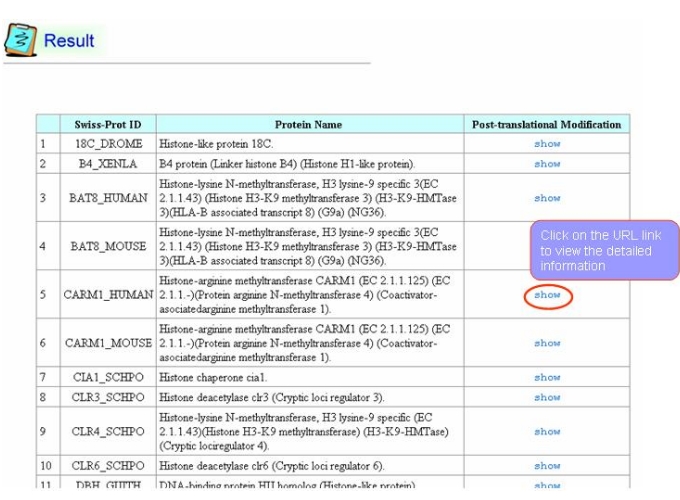 Result
Swiss-Prot ID Protein Name Post-translational Modification
1 18C_DROME Histone-like protein 18C. show
2 B4_XENLA B4 protein (Linker histone B4) (Histone H1-like protein). show
Histone-lysine N-methyltransferase, H3 lysine-9 specific 3(EC
3 BAT8_HUMAN 2.1.1.43) (Histone H3-K9 methyltransferase 3) (H3-K9-HMTase show
3)(HLA-B associated transcript 8) (G9a) (NG36).
Histone-lysine N-methyltransferase, H3 lysine-9 specific 3(EC
4 BAT8_MOUSE 2.1.1.43) (Histone H3-K9 methyltransferase 3) (H3-K9-HMTase
3)(HLA-B associated transcript 8) (G9a) (NG36).
Click on the URL link
to view the detailed
information
Histone-arginine methyltransferase CARM1 (EC 2.1.1.125) (EC
5 CARM1_HUMAN 2.1.1.-)(Protein arginine N-methyltransferase 4) (Coactivator- show
asociatedarginine methyltransferase 1).
Histone-arginine methyltransferase CARM1 (EC 2.1.1.125) (EC
6 CARM1_MOUSE 2.1.1.-)(Protein arginine N-methyltransferase 4) (Coactivator- show
asociatedarginine methyltransferase 1).
7 CIA1_SCHPO Histone chaperone cia1. show
8 CLR3_SCHPO Histone deacetylase clr3 (Cryptic loci regulator 3). show
Histone-lysine N-methyltransferase, H3 lysine-9 specific (EC
9 CLR4_SCHPO 2.1.1.43)(Histone H3-K9 methyltransferase) (H3-K9-HMTase) show
(Cryptic lociregulator 4).
10 CLR6_SCHPO Histone deacetylase clr6 (Cryptic loci regulator 6). show
11 DBH_GUITH DNA-binding protein HU homolog (Histone-like protein). show